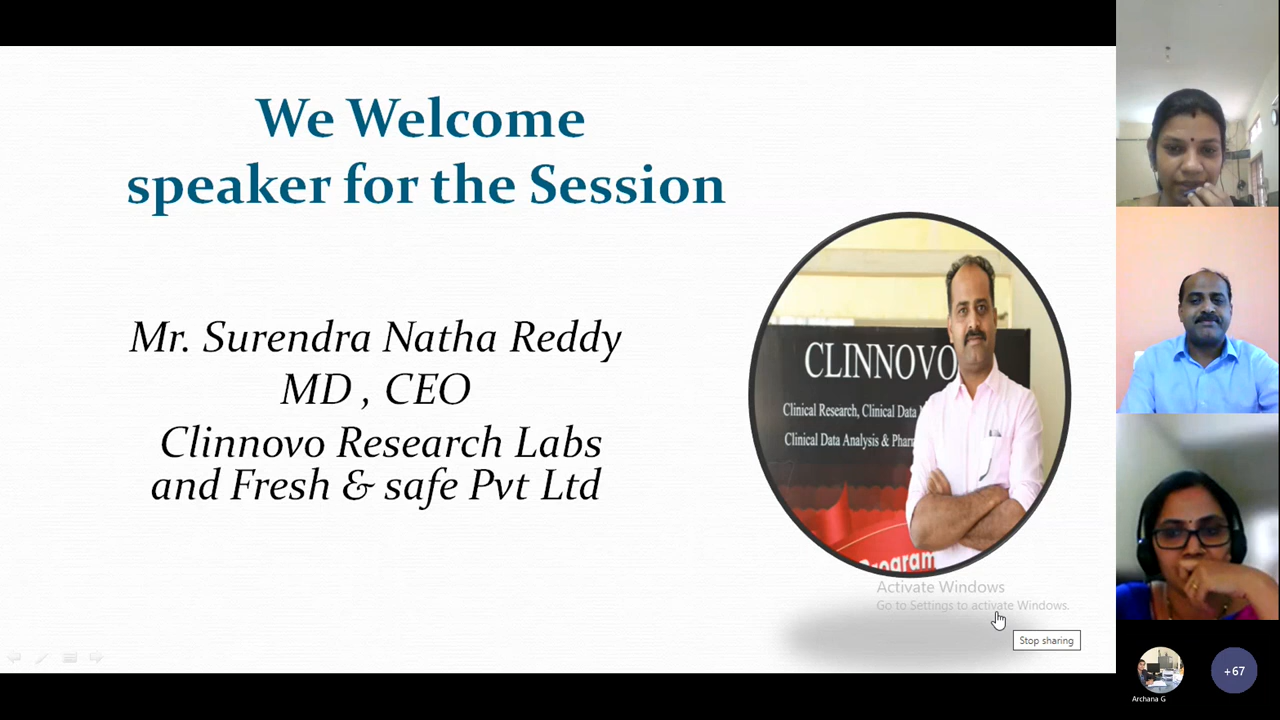 We Welcome
speaker for the Session
Mr. Surendra Natha Reddy
MD , CEO
Clinnovo Research Labs
and Fresh & safe Pvt Ltd
CLINNOVO
Clinical Research, Clinical Data
Clinical Data Analysis &
Program
Activate Windows
Go to Settings to activate Windows.
Stop sharing
Archana G
+67